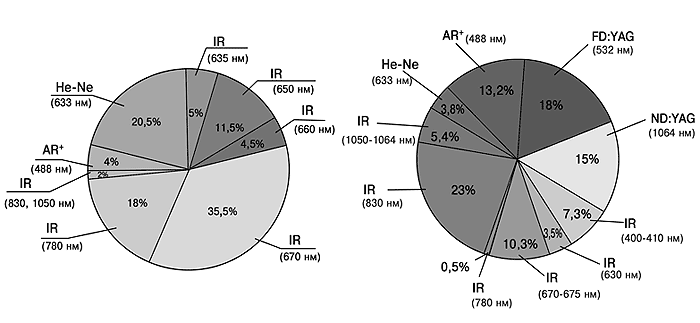 IR
(635 нм)
IR
(650 нм)
IR
(660 нм)
IR
(670 нм)
IR
(780 нм)
IR
(830, 1050 нм)
AR⁺
(488 нм)
He-Ne
(633 нм)
5%
11,5%
4,5%
35,5%
18%
2%
4%
20,5%
AR⁺ (488 нм)
FD:YAG
(532 нм)
ND:YAG
(1064 нм)
IR
(400-410 нм)
IR
(630 нм)
IR
(670-675 нм)
IR
(780 нм)
IR
(830 нм)
IR
(1050-1064 нм)
He-Ne
(633 нм)
13,2%
18%
15%
7,3%
3,5%
10,3%
0,5%
23%
5,4%
3,8%